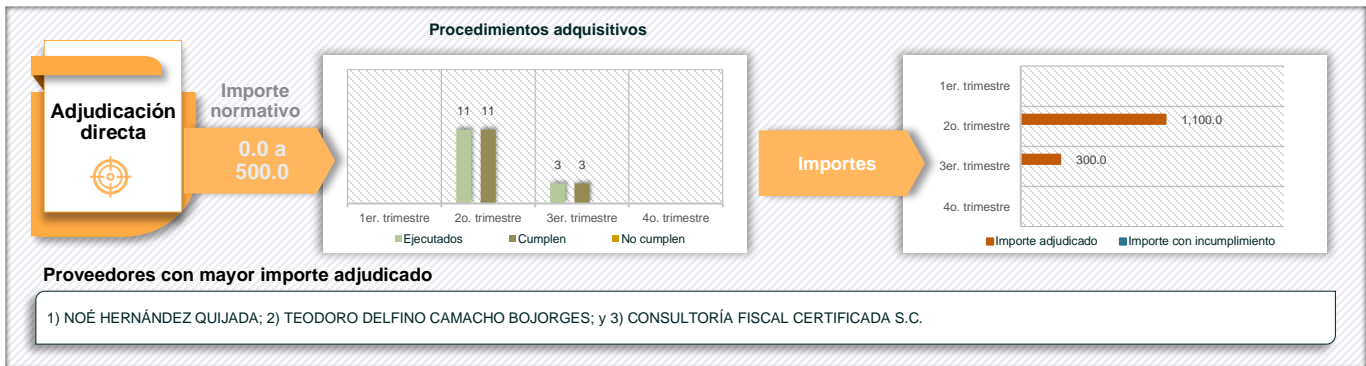 Procedimientos adquisitivos
Adjudicación
directa
Importe
normativo
0.0 a
500.0
11 11
3 3
1er. trimestre 2o. trimestre 3er. trimestre 4o. trimestre
Ejecutados Cumplen No cumplen
Importes
1er. trimestre
2o. trimestre 1,100.0
3er. trimestre 300.0
4o. trimestre
Importe adjudicado Importe con incumplimiento
Proveedores con mayor importe adjudicado
1) NOÉ HERNÁNDEZ QUIJADA; 2) TEODORO DELFINO CAMACHO BOJORGES; y 3) CONSULTORÍA FISCAL CERTIFICADA S.C.